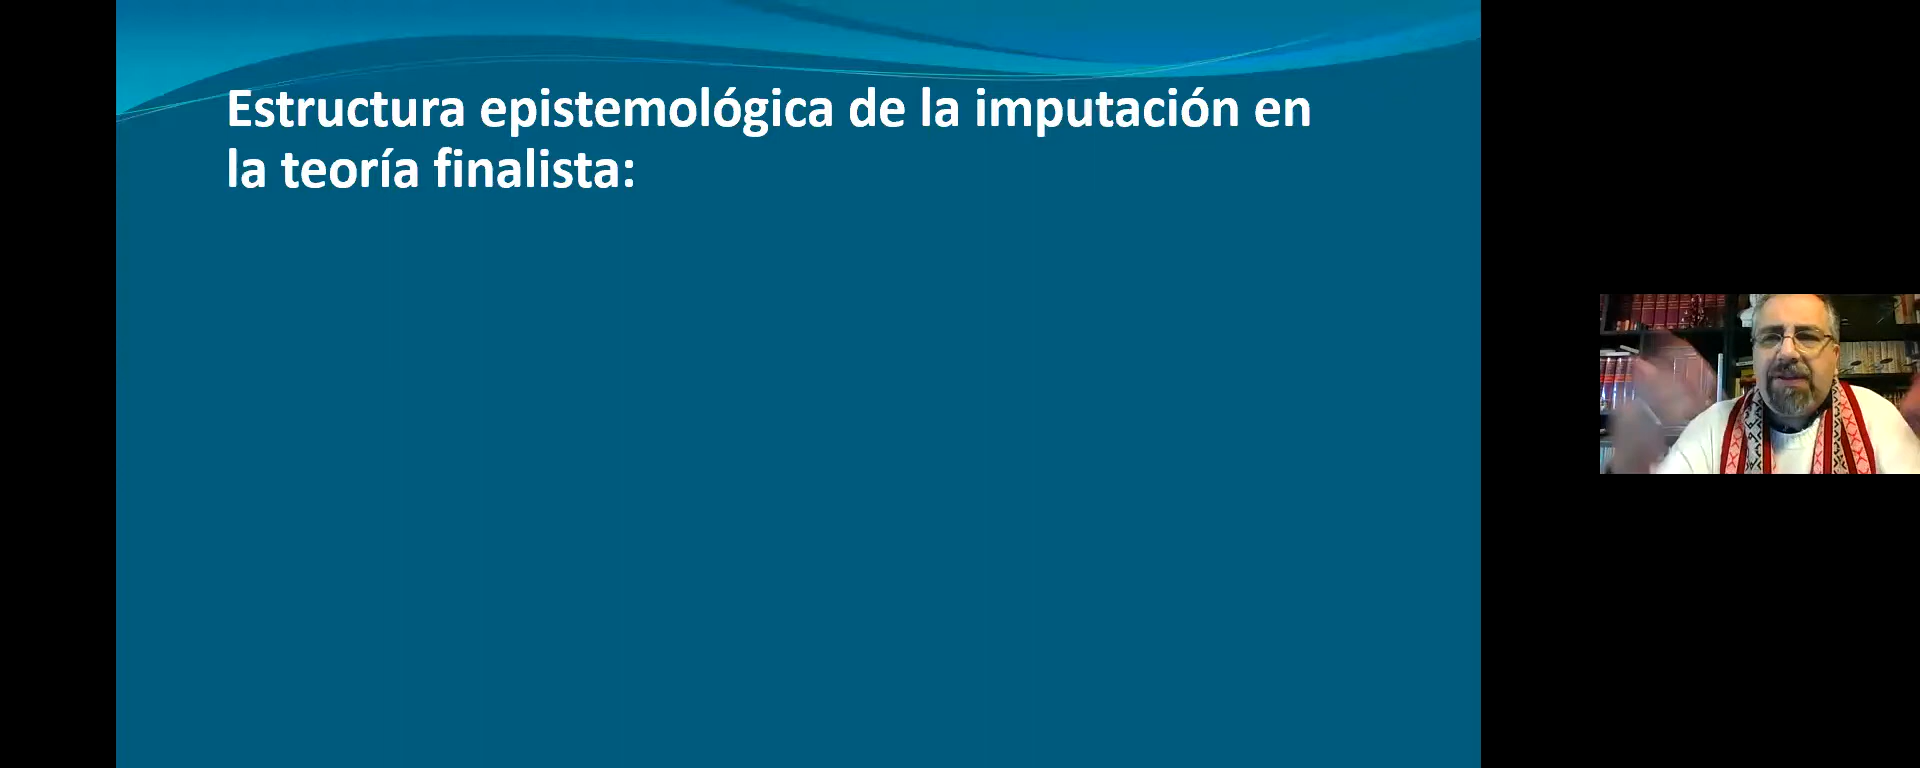 Estructura epistemológica de la imputación en
la teoría finalista: